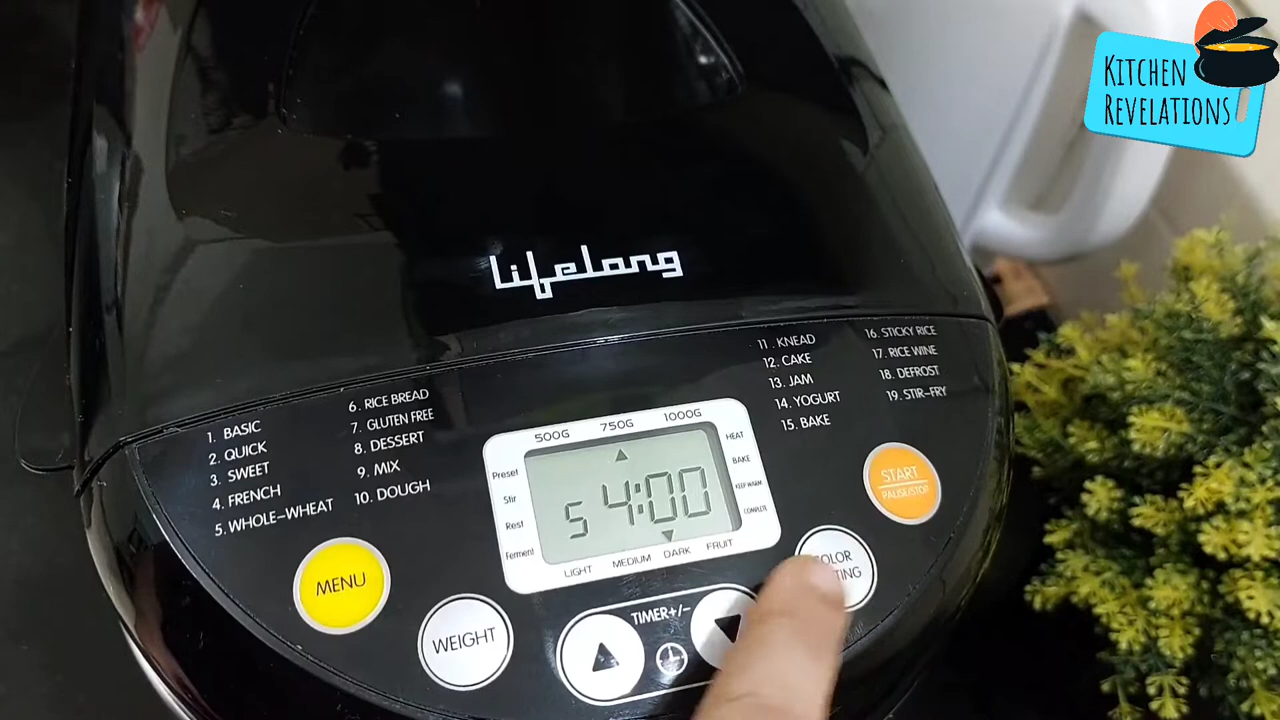 KITCHEN
REVELATIONS
Lifelong
1. BASIC
2. QUICK
3. SWEET
4. FRENCH
5. WHOLE-WHEAT
6. RICE BREAD
7. GLUTEN FREE
8. DESSERT
9. MIX
10. DOUGH
500G 750G 1000G
Preset
Stir
Rest
Ferment
5 4:00
HEAT
BAKE
KEEP WARM
COMPLETE
LIGHT MEDIUM DARK FRUIT
11. KNEAD
12. CAKE
13. JAM
14. YOGURT
15. BAKE
16. STICKY RICE
17. RICE WINE
18. DEFROST
19. STIR-FRY
MENU
WEIGHT
TIMER+/-
START
PAUSE/STOP